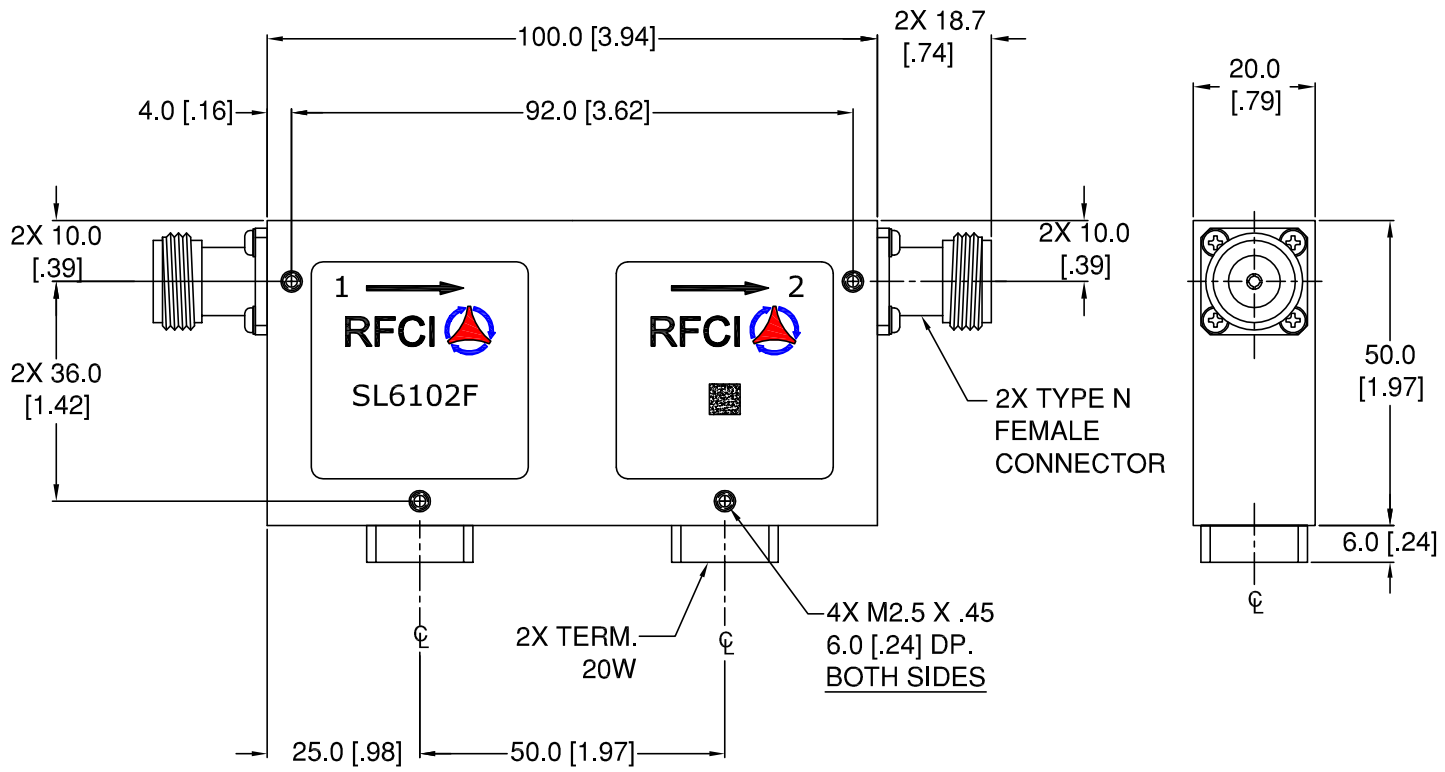 100.0 [3.94]
2X 18.7
[.74]
20.0
[.79]
4.0 [.16]
92.0 [3.62]
2X 10.0
[.39]
2X 10.0
[.39]
1
2
RFCI
RFCI
SL6102F
2X 36.0
[1.42]
50.0
[1.97]
2X TYPE N
FEMALE
CONNECTOR
6.0 [.24]
2X TERM.
20W
4X M2.5 X .45
6.0 [.24] DP.
BOTH SIDES
℄
℄
℄
25.0 [.98]
50.0 [1.97]